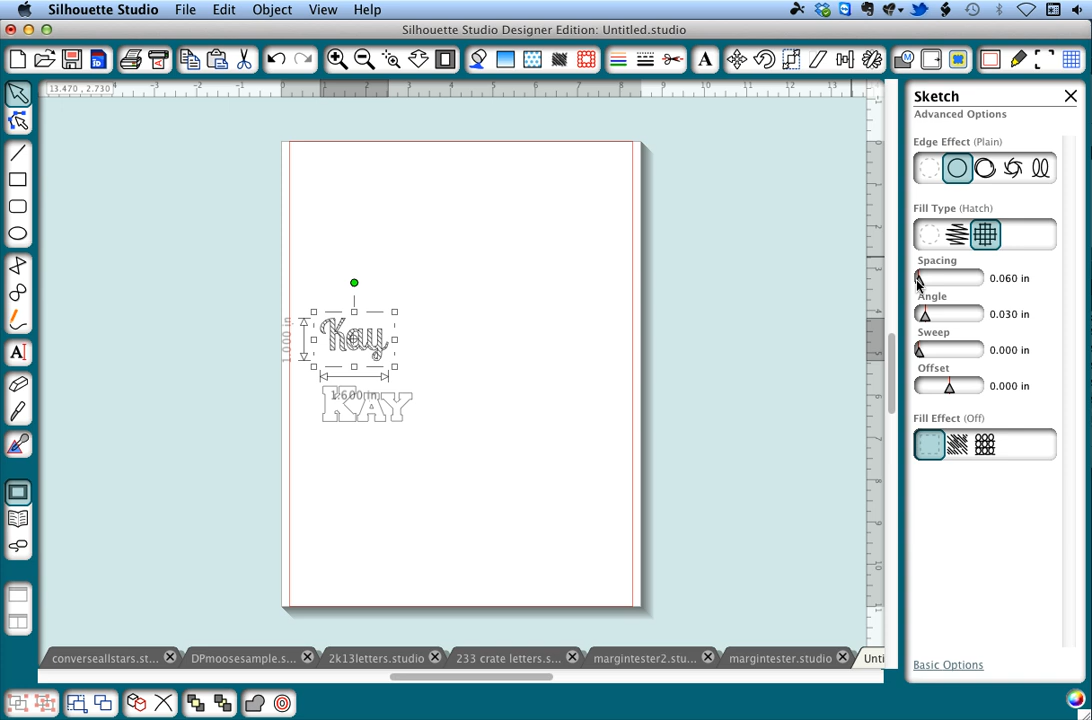 Silhouette Studio File Edit Object View Help
Silhouette Studio Designer Edition: Untitled.studio
13.470 , 2.730
Sketch
Advanced Options
Edge Effect (Plain)
Fill Type (Hatch)
Spacing
0.060 in
Angle
0.030 in
Sweep
0.000 in
Offset
0.000 in
Fill Effect (Off)
Kay
1.000 in
1.600 in
KAY
converseallstars.st... DPmoosesample.s... 2k13letters.studio 233 crate letters.s... margintester2.stu... margintester.studio Unti
Basic Options